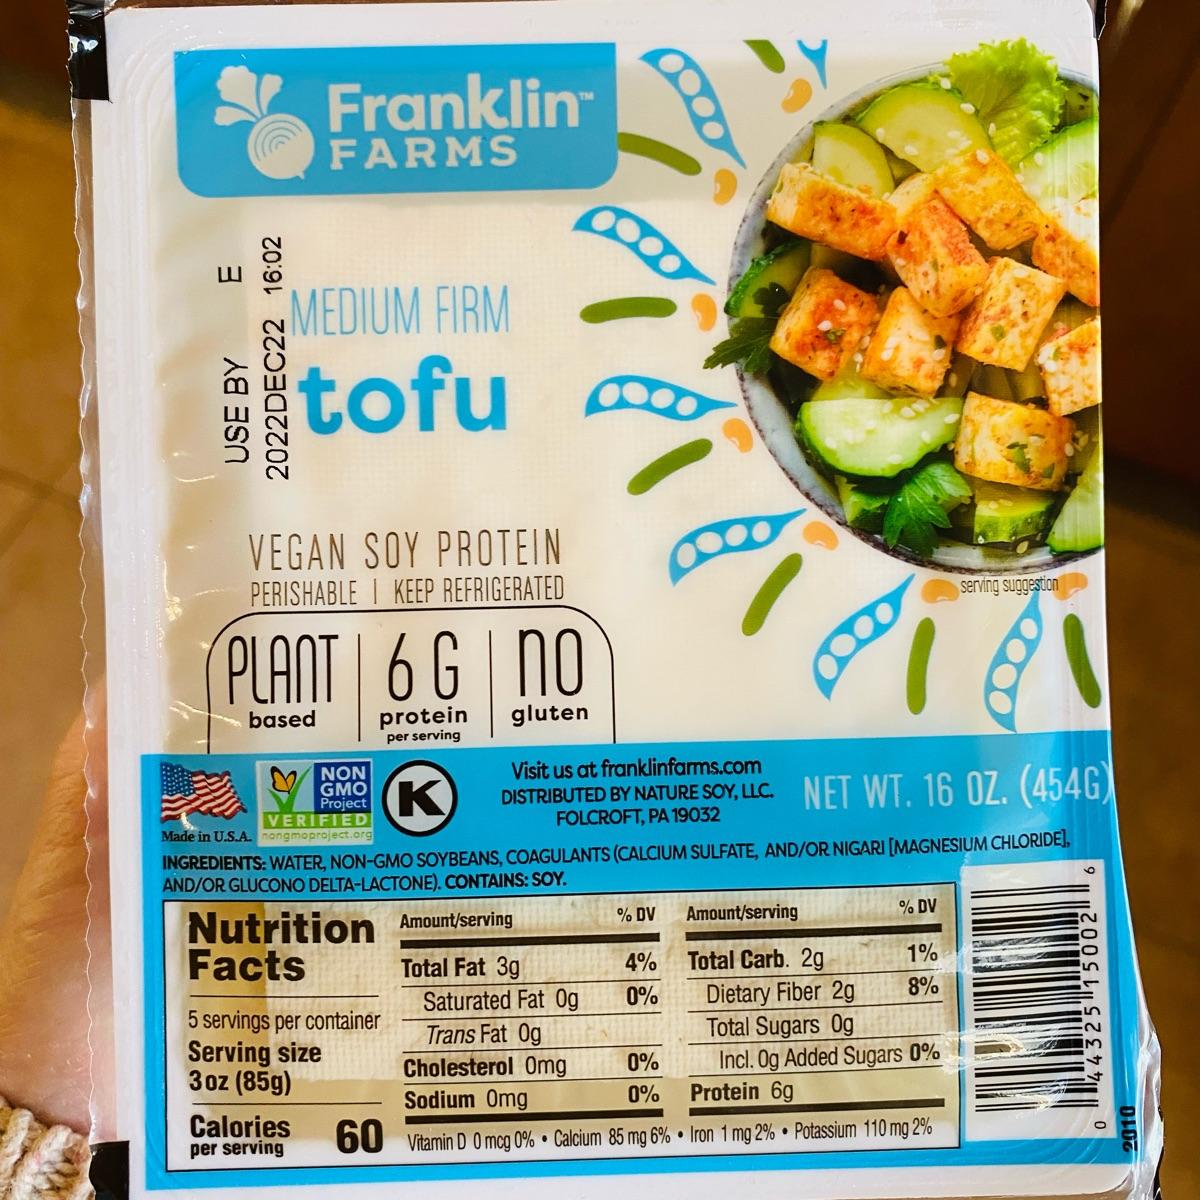 Franklin™
FARMS
USE BY E
2022DEC22 16:02
MEDIUM FIRM
tofu
VEGAN SOY PROTEIN
PERISHABLE | KEEP REFRIGERATED
PLANT
based
6 G
protein
per serving
no
gluten
serving suggestion
Made in U.S.A.
NON
GMO
Project
VERIFIED
nongmoproject.org
K
Visit us at franklinfarms.com
DISTRIBUTED BY NATURE SOY, LLC.
FOLCROFT, PA 19032
NET WT. 16 OZ. (454G)
INGREDIENTS: WATER, NON-GMO SOYBEANS, COAGULANTS (CALCIUM SULFATE, AND/OR NIGARI [MAGNESIUM CHLORIDE],
AND/OR GLUCONO DELTA-LACTONE). CONTAINS: SOY.
Nutrition
Facts
5 servings per container
Serving size
3 oz (85g)
Calories
per serving 60
Amount/serving % DV
Total Fat 3g 4%
Saturated Fat 0g 0%
Trans Fat 0g
Cholesterol 0mg 0%
Sodium 0mg 0%
Amount/serving % DV
Total Carb. 2g 1%
Dietary Fiber 2g 8%
Total Sugars 0g
Incl. 0g Added Sugars 0%
Protein 6g
Vitamin D 0 mcg 0% • Calcium 85 mg 6% • Iron 1 mg 2% • Potassium 110 mg 2%
0 44325 15002 6
2010